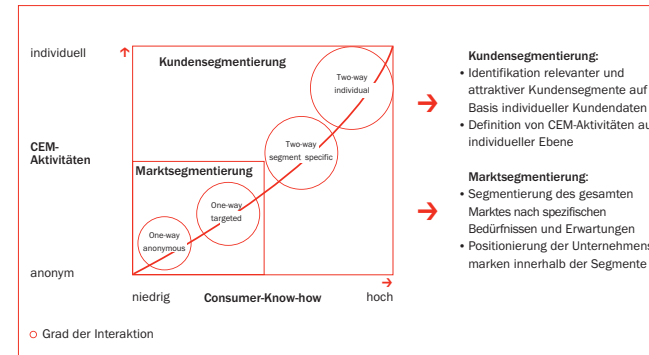 individuell
Kundensegmentierung
Two-way
individual
CEM-
Aktivitäten
Two-way
segment specific
Marktsegmentierung
One-way
targeted
One-way
anonymous
anonym
niedrig
Consumer-Know-how
hoch
Grad der Interaktion
Kundensegmentierung:
• Identifikation relevanter und
attraktiver Kundensegmente auf
Basis individueller Kundendaten
• Definition von CEM-Aktivitäten
individueller Ebene
Marktsegmentierung:
• Segmentierung des gesamten
Marktes nach spezifischen
Bedürfnissen und Erwartungen
• Positionierung der
marken innerhalb der Segmente